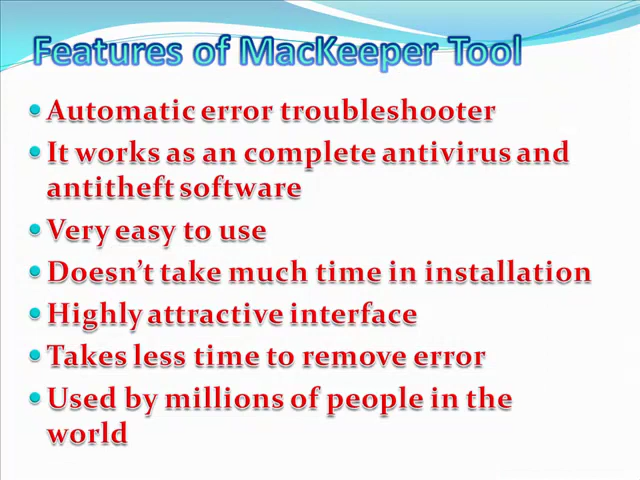 Features of MacKeeper Tool
• Automatic error troubleshooter
• It works as an complete antivirus and
antitheft software
• Very easy to use
• Doesn't take much time in installation
• Highly attractive interface
• Takes less time to remove error
• Used by millions of people in the
world